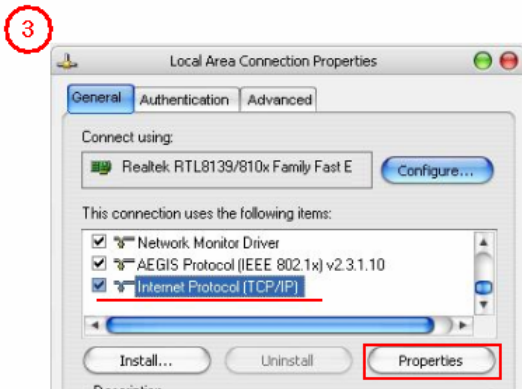 3
Local Area Connection Properties
General Authentication Advanced
Connect using:
Realtek RTL8139/810x Family Fast E Configure...
This connection uses the following items:
Network Monitor Driver
AEGIS Protocol (IEEE 802.1x) v2.3.1.10
Internet Protocol (TCP/IP)
Install... Uninstall Properties
Description